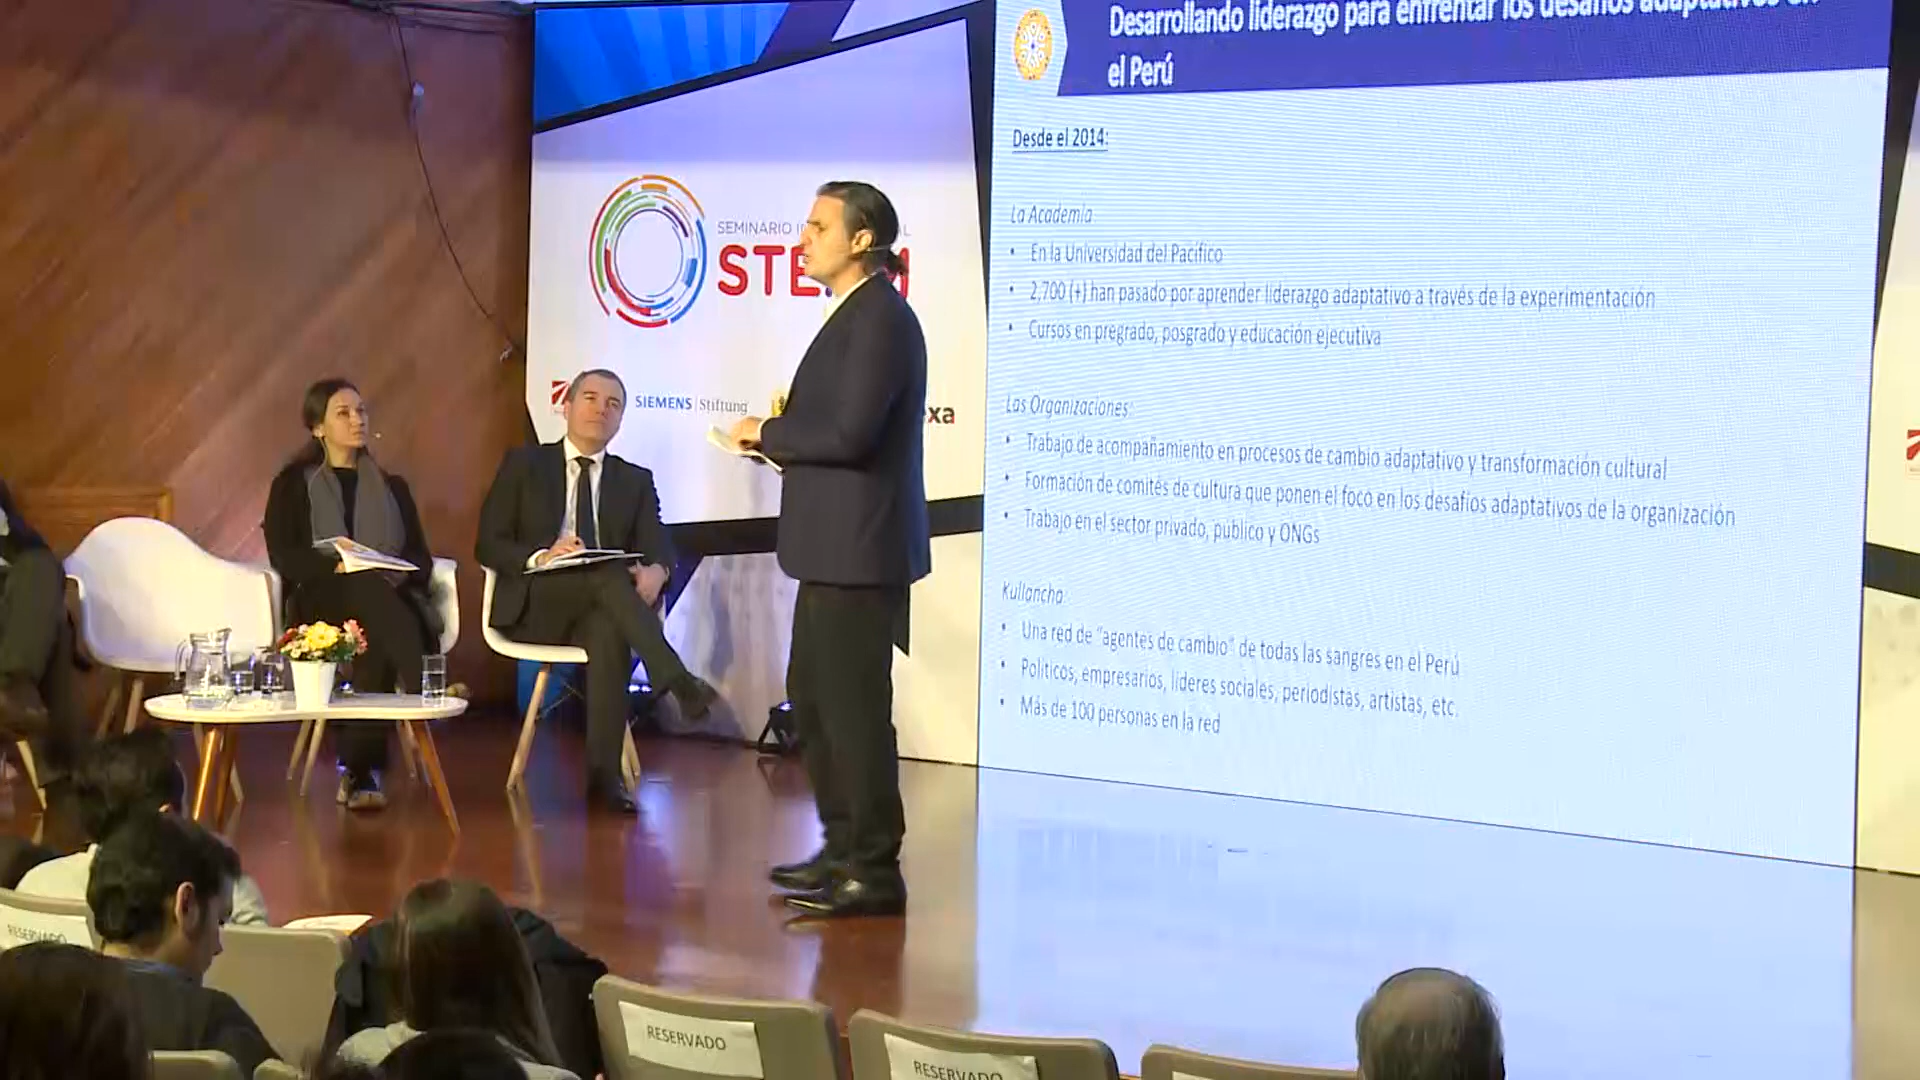 Desarrollando liderazgo para enfrentar los desafíos adaptativos en
el Perú
Desde el 2014:
La Academia
• En la Universidad del Pacífico
• 2,700 (+) han pasado por aprender liderazgo adaptativo a través de la experimentación
• Cursos en pregrado, posgrado y educación ejecutiva
Las Organizaciones:
• Trabajo de acompañamiento en procesos de cambio adaptativo y transformación cultural
• Formación de comités de cultura que ponen el foco en los desafíos adaptativos de la organización
• Trabajo en el sector privado, público y ONGs
Kullancha:
• Una red de "agentes de cambio" de todas las sangres en el Perú
• Políticos, empresarios, líderes sociales, periodistas, artistas, etc.
• Más de 100 personas en la red
SEMINARIO
STE
SIEMENS | Stiftung
xa
RESERVADO
RESERVADO
RESERVADO